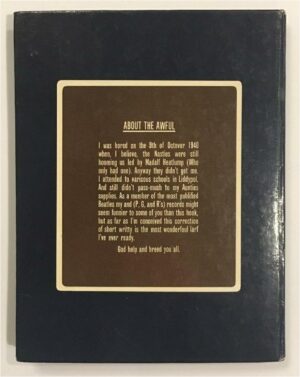 ABOUT THE AWFUL
I was bored on the 9th of Octover 1940
when, I believe, the Nasties were still
booming us led by Madalf Heatlump (Who
only had one). Anyway they didn't get me.
I attended to varicous schools in Liddypol.
And still didn't pass—much to my Aunties
supplies. As a member of the most publified
Beatles my and (P, G, and R's) records might
seem funnier to some of you than this book,
but as far as I'm conceived this correction
of short writty is the most wonderfoul larf
I've ever ready.
God help and breed you all.